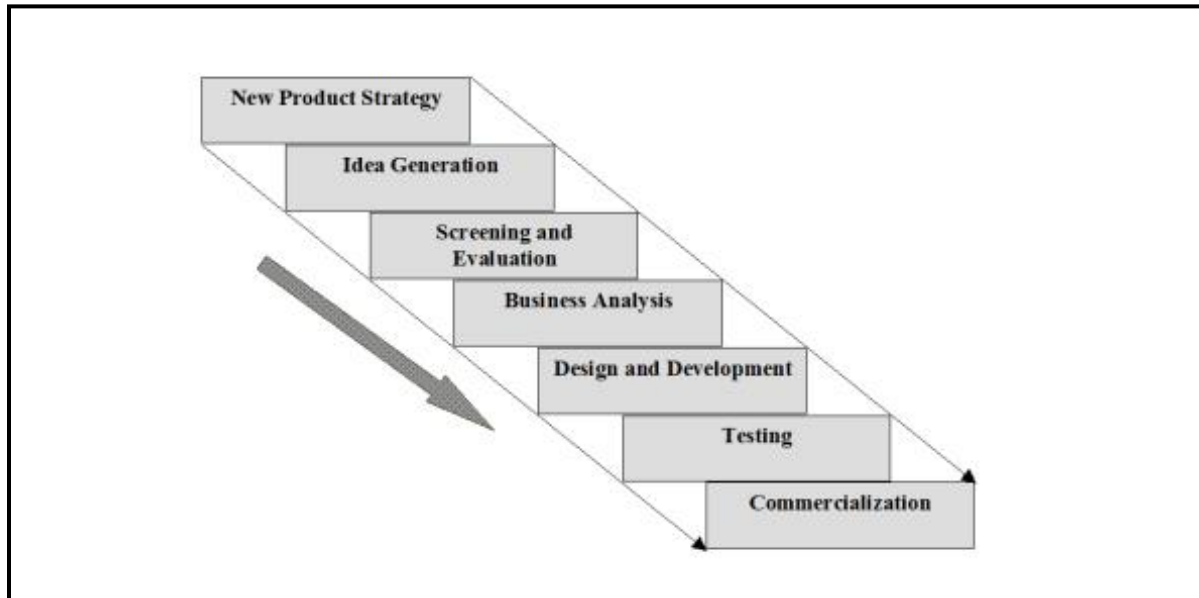 New Product Strategy
Idea Generation
Screening and
Evaluation
Business Analysis
Design and Development
Testing
Commercialization